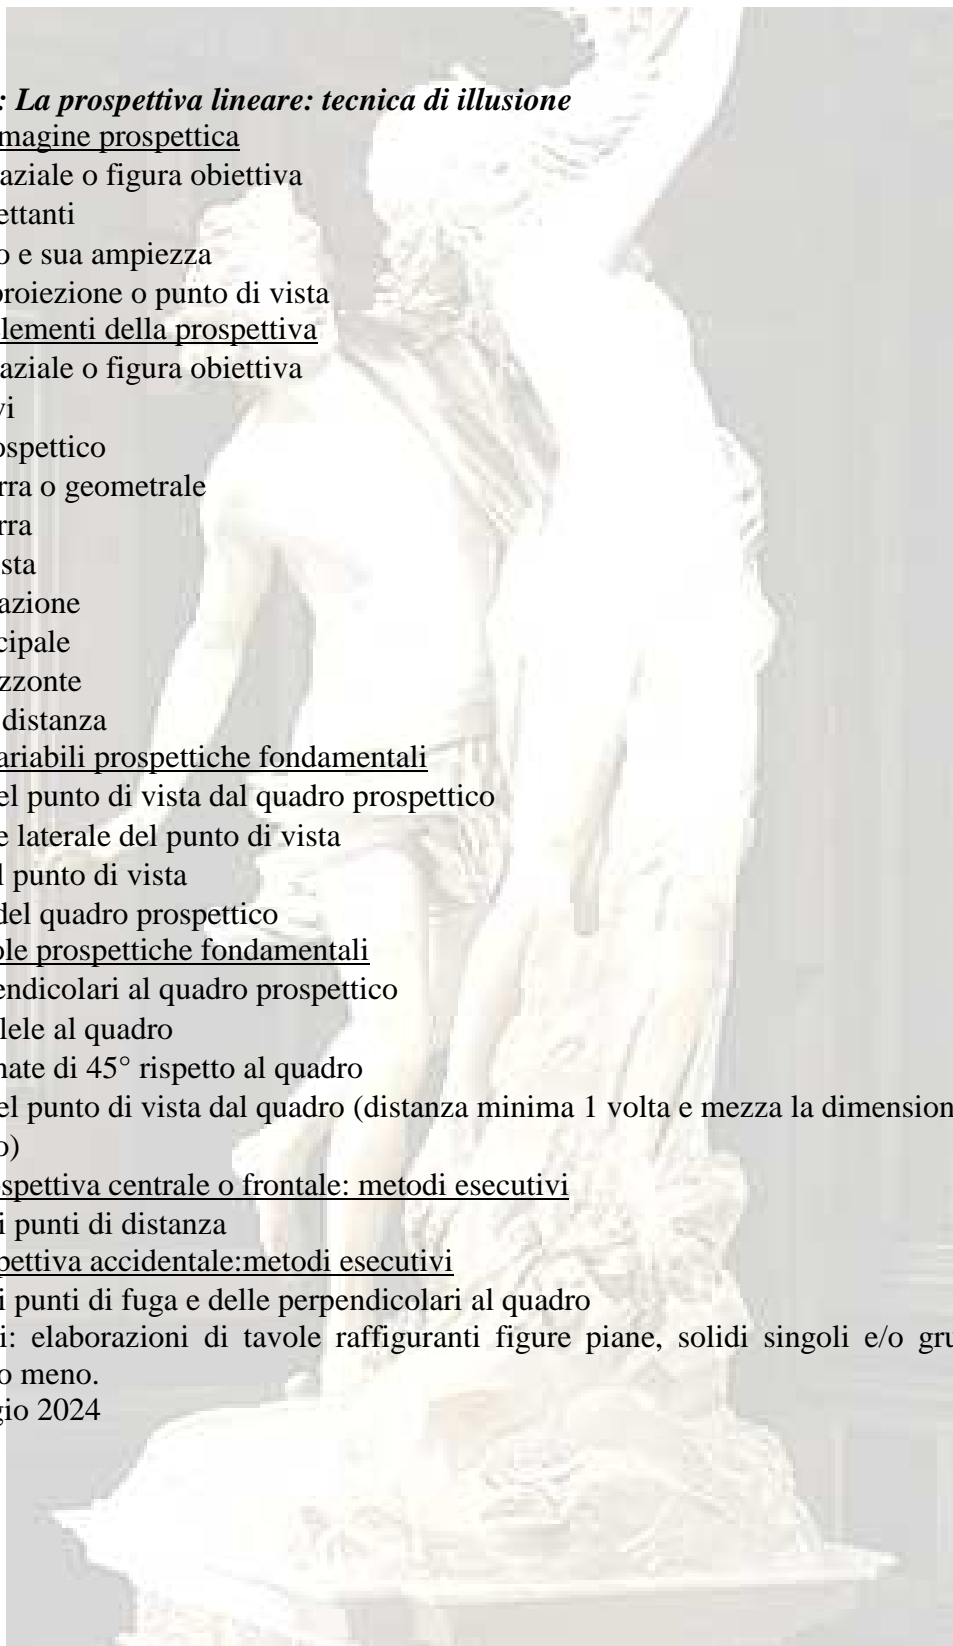 : La prospettiva lineare: tecnica di illusione
magine prospettica
aziale o figura obiettiva
ettanti
o e sua ampiezza
proiezione o punto di vista
lementi della prospettiva
aziale o figura obiettiva
vi
ospettico
rra o geometrale
rra
sta
azione
cipale
zzonte
distanza
ariabili prospettiche fondamentali
el punto di vista dal quadro prospettico
e laterale del punto di vista
l punto di vista
del quadro prospettico
ole prospettiche fondamentali
endicolari al quadro prospettico
lele al quadro
nate di 45° rispetto al quadro
el punto di vista dal quadro (distanza minima 1 volta e mezza la dimension
o)
ospettiva centrale o frontale: metodi esecutivi
i punti di distanza
pettiva accidentale:metodi esecutivi
i punti di fuga e delle perpendicolari al quadro
i: elaborazioni di tavole raffiguranti figure piane, solidi singoli e/o gru
o meno.
gio 2024